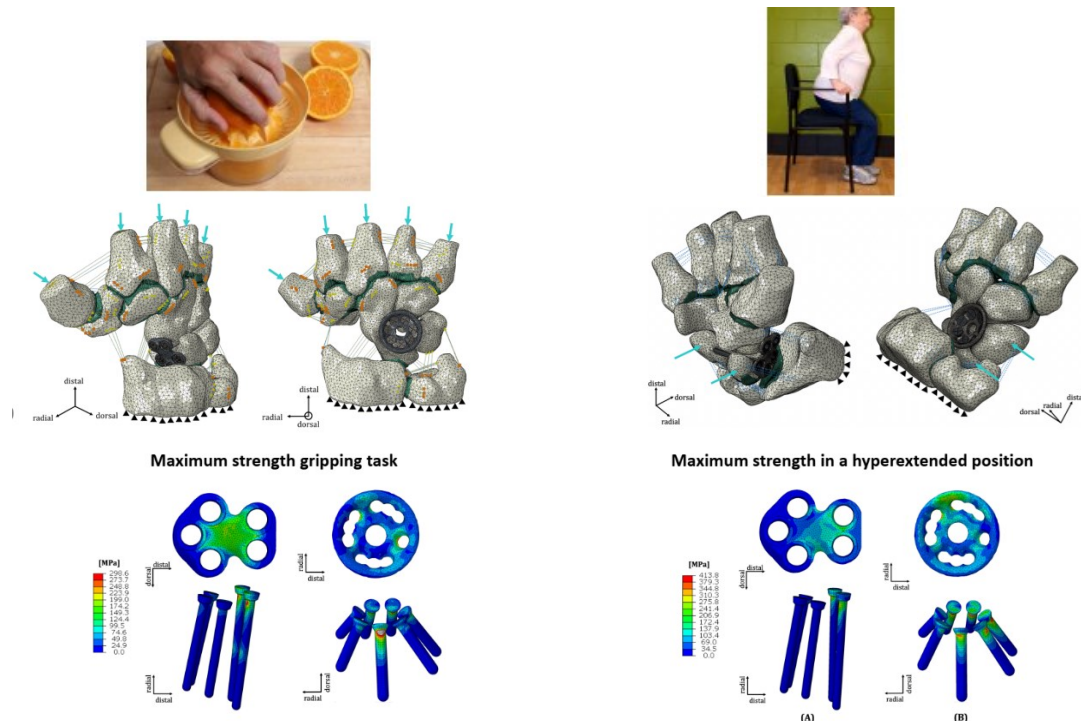 distal
radial
dorsal
distal
radial
dorsal
distal
dorsal
radial
radial
dorsal
distal
Maximum strength gripping task
Maximum strength in a hyperextended position
[MPa]
298.6
273.7
248.8
223.9
199.0
174.2
149.3
124.4
99.5
74.6
49.8
24.9
0.0
distal
dorsal
radial
distal
radial
distal
dorsal
radial
[MPa]
413.8
379.3
344.8
310.3
275.8
241.4
206.9
172.4
137.9
103.4
69.0
34.5
0.0
distal
dorsal
radial
distal
radial
distal
dorsal
radial
(A)
(B)